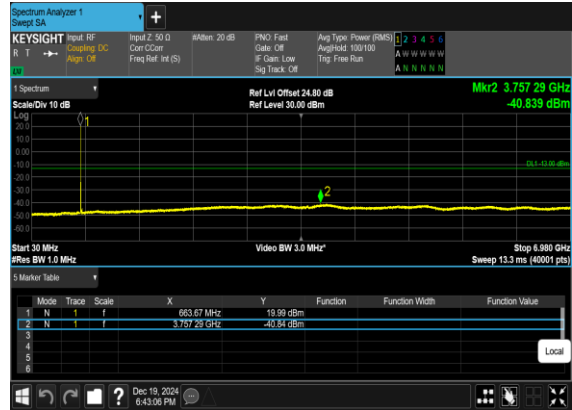 Spectrum Analyzer 1
Swept SA
+
KEYSIGHT Input: RF Input Z: 50 Ω #Atten: 20 dB PNO: Fast Avg Type: Power (RMS) 1 2 3 4 5 6
R T Coupling: DC Corr CCorr Gate: Off Avg|Hold: 100/100 A W W W W W
Align: Off Freq Ref: Int (S) IF Gain: Low Trig: Free Run
Sig Track: Off A N N N N N
1 Spectrum Ref Lvl Offset 24.80 dB Mkr2 3.757 29 GHz
Scale/Div 10 dB Ref Level 30.00 dBm -40.839 dBm
Log
20.0
10.0
0.00
-10.0
DL1 -13.00 dBm
-20.0
-30.0
-40.0
-50.0
-60.0
1
2
Start 30 MHz Video BW 3.0 MHz* Stop 6.980 GHz
#Res BW 1.0 MHz Sweep 13.3 ms (40001 pts)
5 Marker Table
Mode Trace Scale X Y Function Function Width Function Value
1 N 1 f 663.67 MHz 19.99 dBm
2 N 1 f 3.757 29 GHz -40.84 dBm
3
4
5
6
Local
? Dec 19, 2024
6:43:06 PM